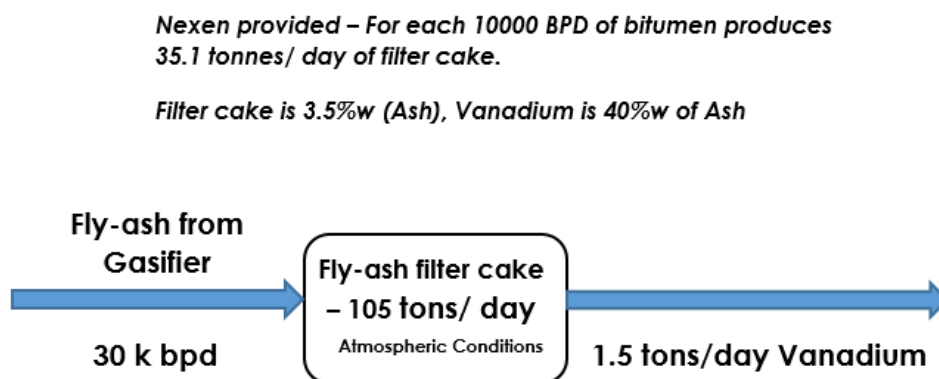 Nexen provided – For each 10000 BPD of bitumen produces
35.1 tonnes/ day of filter cake.
Filter cake is 3.5%w (Ash), Vanadium is 40%w of Ash
Fly-ash from
Gasifier
30 k bpd
Fly-ash filter cake
– 105 tons/ day
Atmospheric Conditions
1.5 tons/day Vanadium